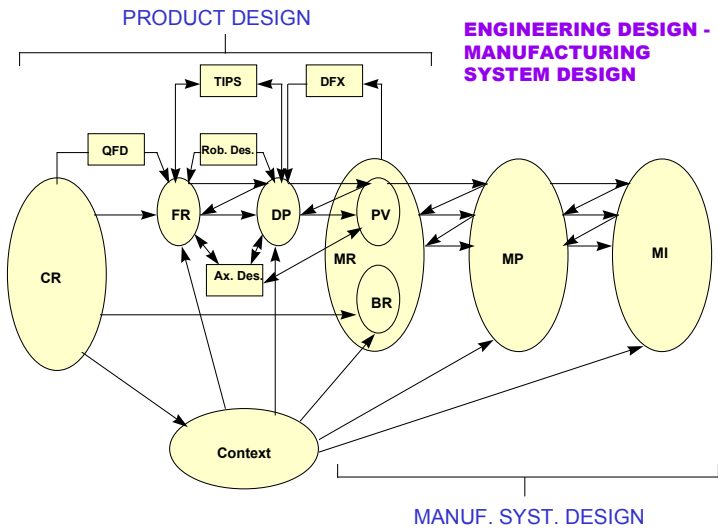 PRODUCT DESIGN
ENGINEERING DESIGN -
MANUFACTURING
SYSTEM DESIGN
TIPS
DFX
QFD
Rob. Des.
FR
DP
PV
MR
CR
Ax. Des.
BR
MP
MI
Context
MANUF. SYST. DESIGN